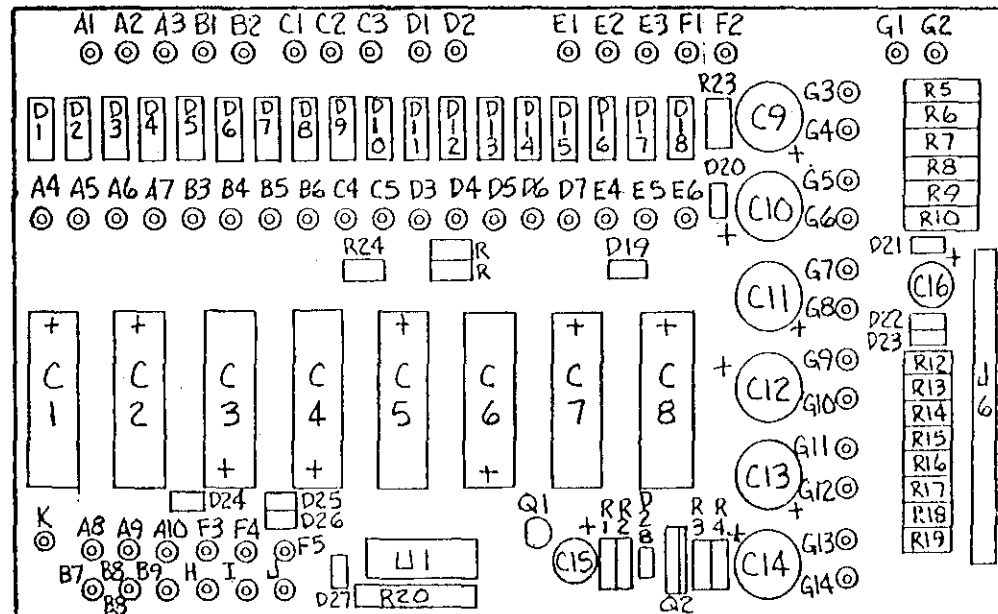 A1 A2 A3 B1 B2 C1 C2 C3 D1 D2 E1 E2 E3 F1 F2 G1 G2
R23
D1 D2 D3 D4 D5 D6 D7 D8 D9 D10 D11 D12 D13 D14 D15 D16 D17 D18
C9 +
G3
G4
R5
R6
R7
R8
R9
R10
D20
A4 A5 A6 A7 B3 B4 B5 B6 C4 C5 D3 D4 D5 D6 D7 E4 E5 E6
C10 +
G5
G6
R24 R
R
D19
D21 +
C16
G7
G8
C11 +
D22
D23
+ + + + +
C1 C2 C3 C4 C5 C6 C7 C8
+ + +
+ C12
G9
G10
R12
R13
R14
R15
R16
R17
R18
R19
J6
C13 +
G11
G12
D24 D25
D26
K A8 A9 A10 F3 F4 F5
B7 B8 B9 H I J
B8
D27
U1
R20
Q1
+ C15
R1 R2 D28
Q2
R3 R4
+ C14
G13
G14